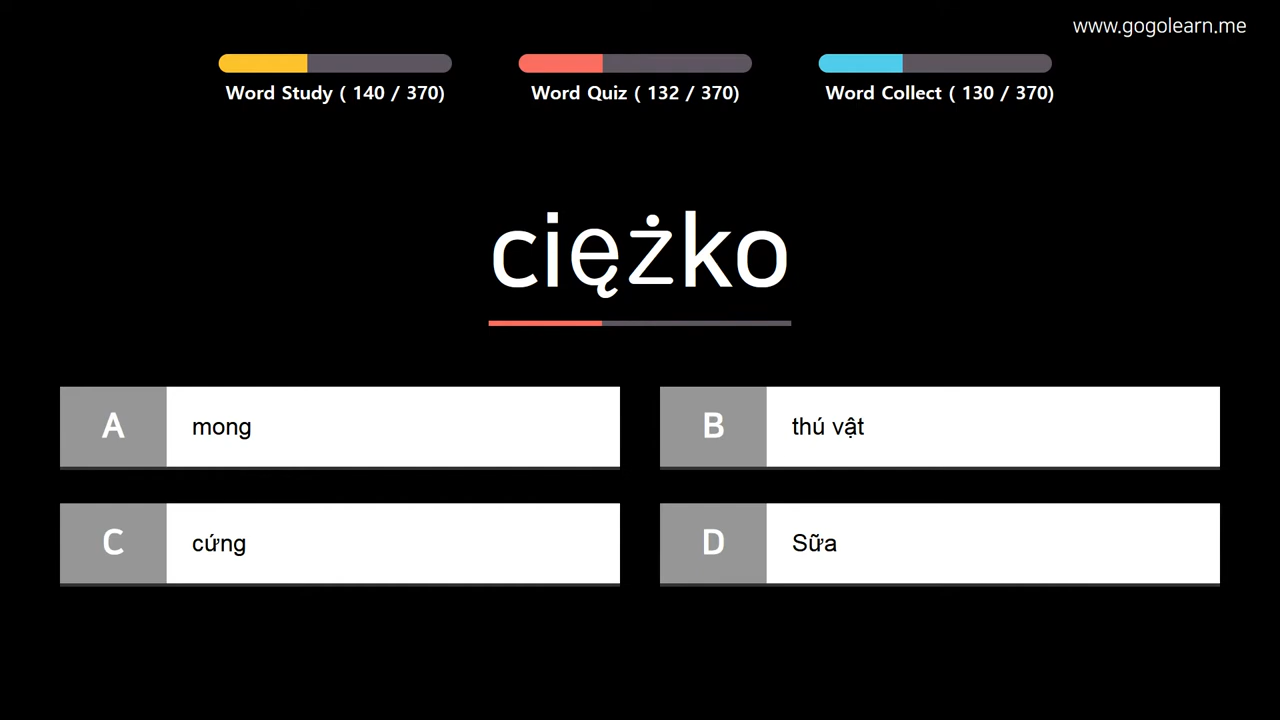 www.gogolearn.me
Word Study ( 140 / 370)
Word Quiz ( 132 / 370)
Word Collect ( 130 / 370)
ciężko
A mong
B thú vật
C cứng
D Sữa